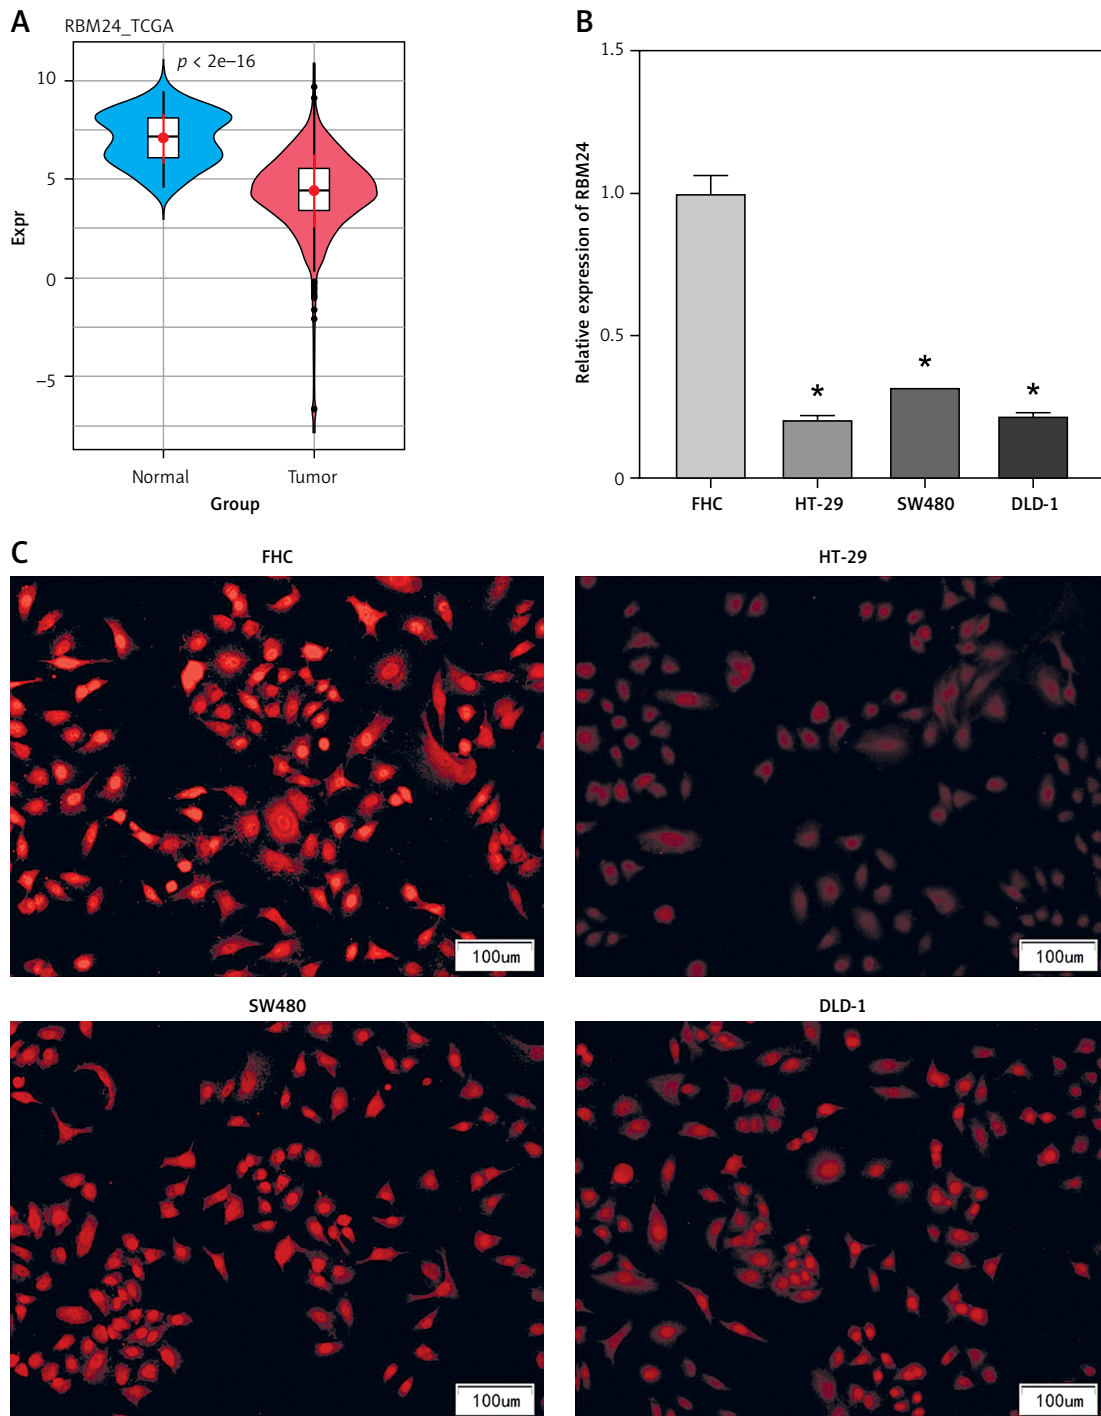 A
RBM24_TCGA
p < 2e–16
10
5
0
–5
Expr
Normal Tumor
Group
B
1.5
1.0
0.5
0
Relative expression of RBM24
*
*
*
FHC HT-29 SW480 DLD-1
C
FHC
HT-29
100um
100um
SW480
DLD-1
100um
100um